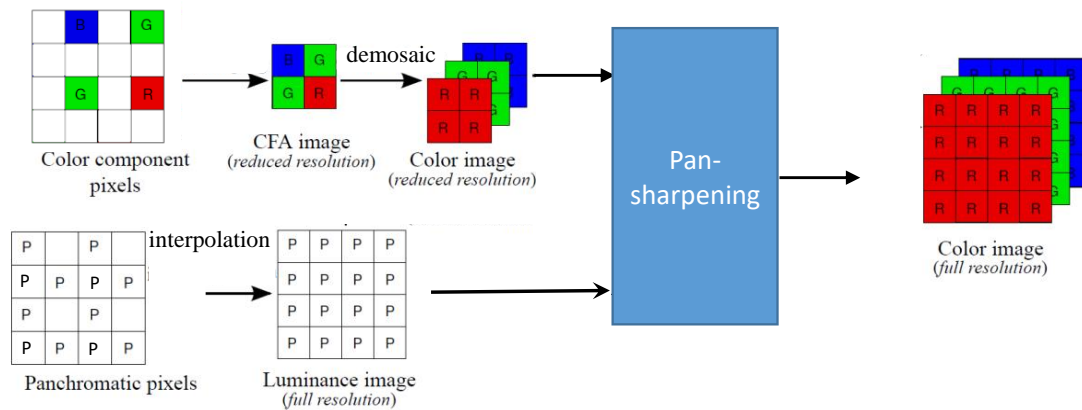 B G
G R
Color component
pixels
B G
G R
CFA image
(reduced resolution)
demosaic
G G
G
R R
R R
Color image
(reduced resolution)
P P
P P P P
P P
P P P P
Panchromatic pixels
interpolation
P P P P
P P P P
P P P P
P P P P
Luminance image
(full resolution)
Pan-
sharpening
R R R R
R R R R
R R R R
R R R R
Color image
(full resolution)